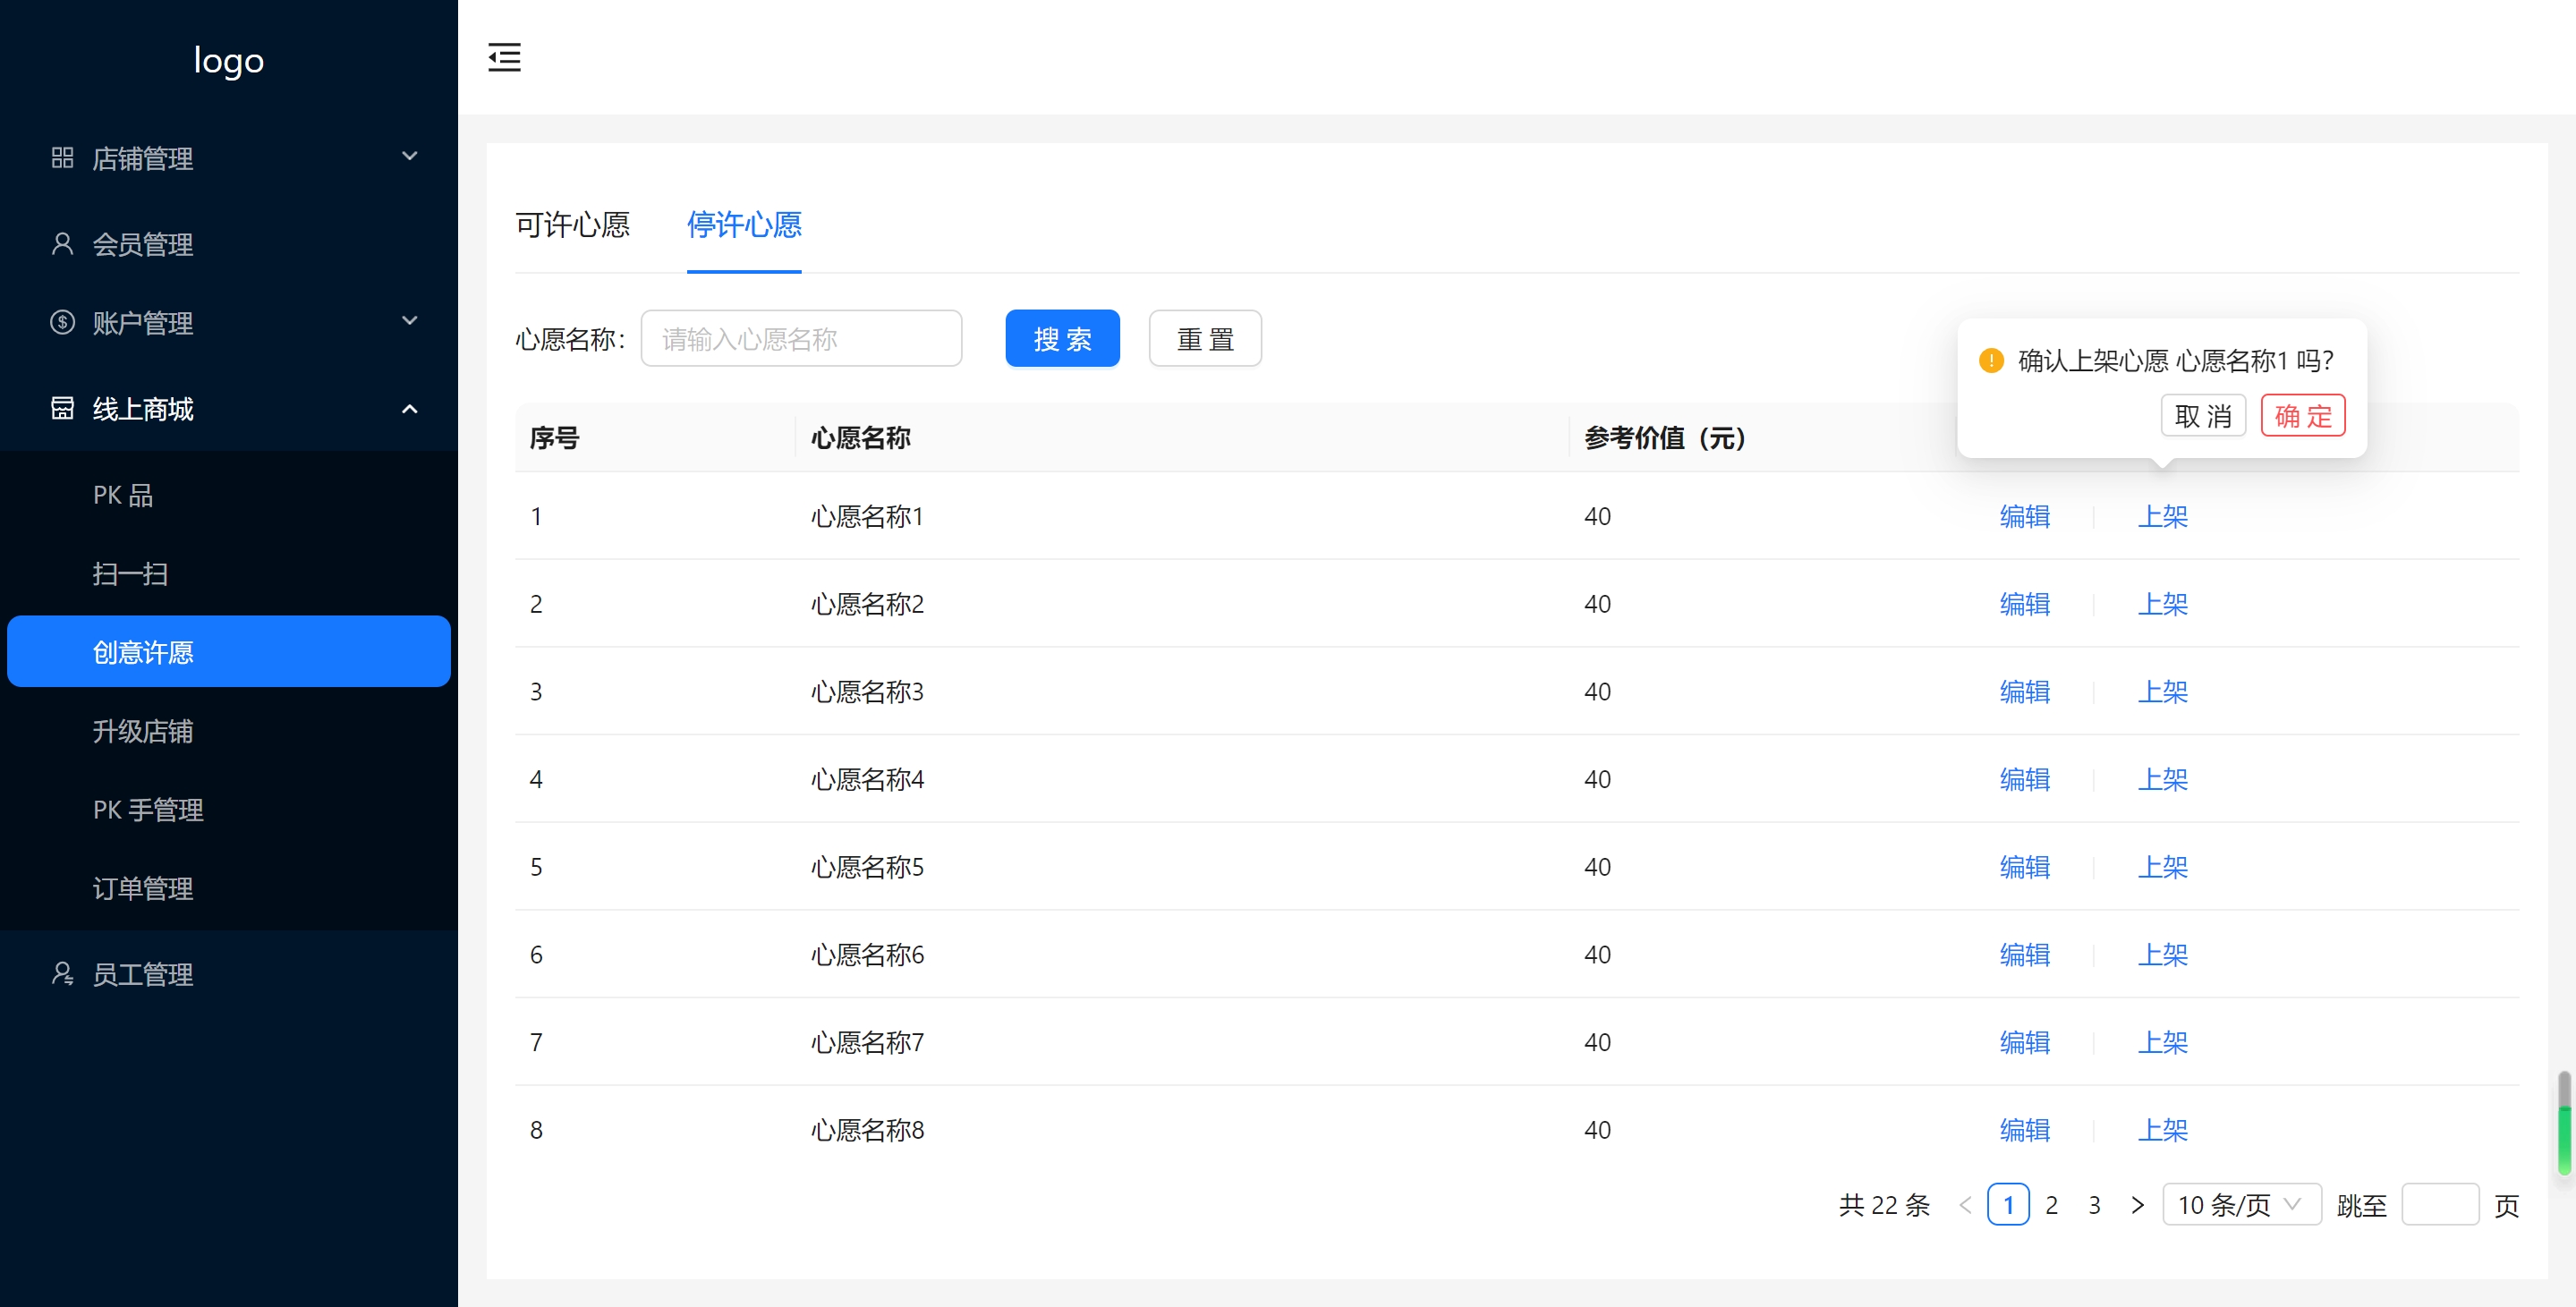 logo
店铺管理
会员管理
账户管理
线上商城
PK 品
扫一扫
创意许愿
升级店铺
PK 手管理
订单管理
员工管理
可许心愿 停许心愿
心愿名称: 请输入心愿名称 搜 索 重 置
确认上架心愿 心愿名称1 吗?
取 消 确 定
序号 心愿名称 参考价值（元）
1 心愿名称1 40 编辑 上架
2 心愿名称2 40 编辑 上架
3 心愿名称3 40 编辑 上架
4 心愿名称4 40 编辑 上架
5 心愿名称5 40 编辑 上架
6 心愿名称6 40 编辑 上架
7 心愿名称7 40 编辑 上架
8 心愿名称8 40 编辑 上架
共 22 条 < 1 2 3 > 10 条/页 跳至 页